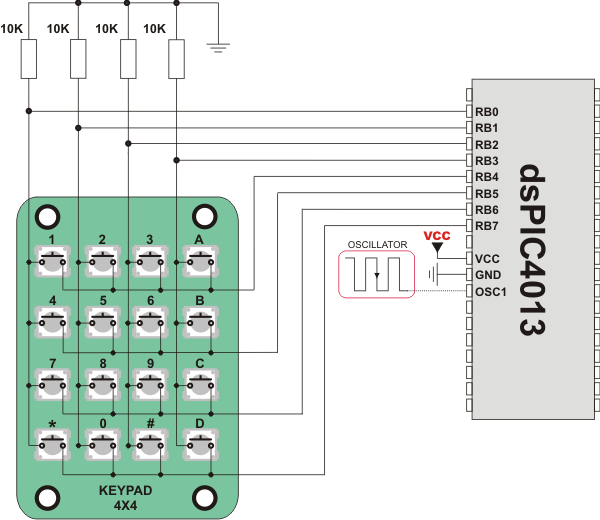 10K 10K 10K 10K
RB0
RB1
RB2
RB3
RB4
RB5
RB6
RB7
VCC
GND
OSC1
dsPIC4013
VCC
OSCILLATOR
1 2 3 A
4 5 6 B
7 8 9 C
* 0 # D
KEYPAD
4X4